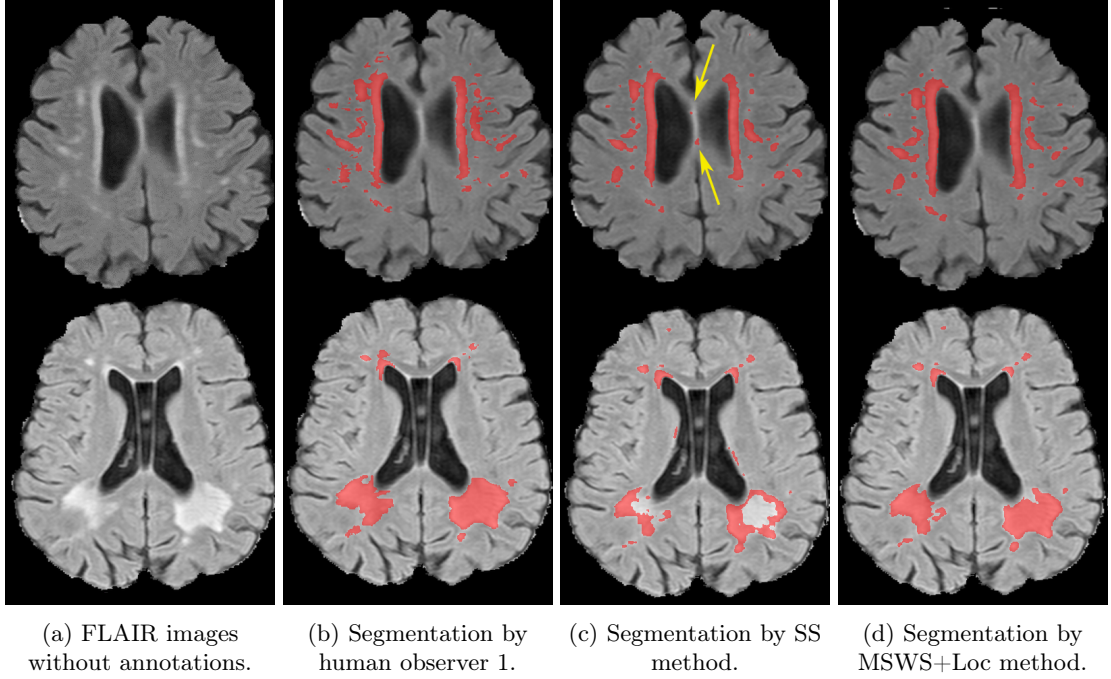 (a) FLAIR images
without annotations.
(b) Segmentation by
human observer 1.
(c) Segmentation by SS
method.
(d) Segmentation by
MSWS+Loc method.